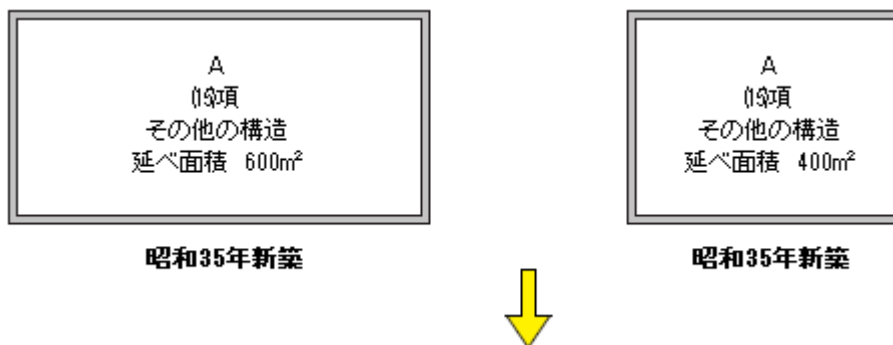 A
(15)項
その他の構造
延べ面積 600m²
昭和35年新築
A
(15)項
その他の構造
延べ面積 400m²
昭和35年新築